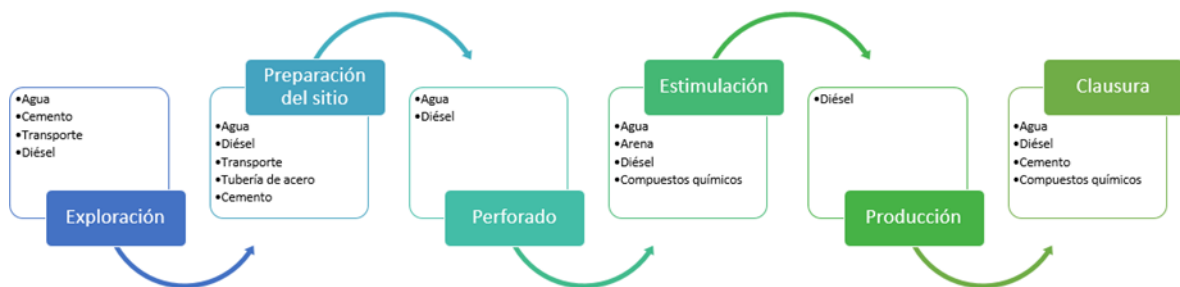 •Agua
•Cemento
•Transporte
•Diésel
Exploración
Preparación
del sitio
•Agua
•Diésel
•Transporte
•Tubería de acero
•Cemento
•Agua
•Diésel
Perforado
Estimulación
•Agua
•Arena
•Diésel
•Compuestos químicos
•Diésel
Producción
Clausura
•Agua
•Diésel
•Cemento
•Compuestos químicos